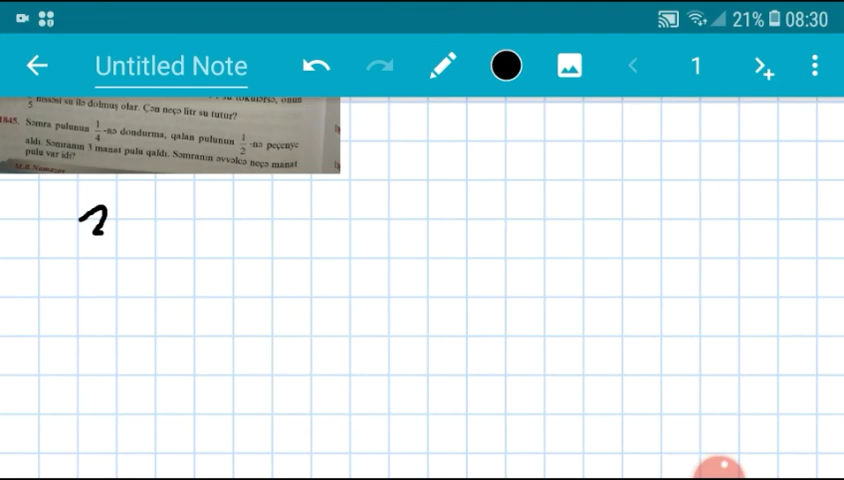 21% 08:30
Untitled Note
1
5 hissəsi su ilə dolmuş olar. Çən neçə litr su tutur?
1845. Səmra pulunun 1/4 -nə dondurma, qalan pulunun 1/2 -nə peçenye
aldı. Səmranın 3 manat pulu qaldı. Səmranın əvvəlcə neçə manat
pulu var idi?